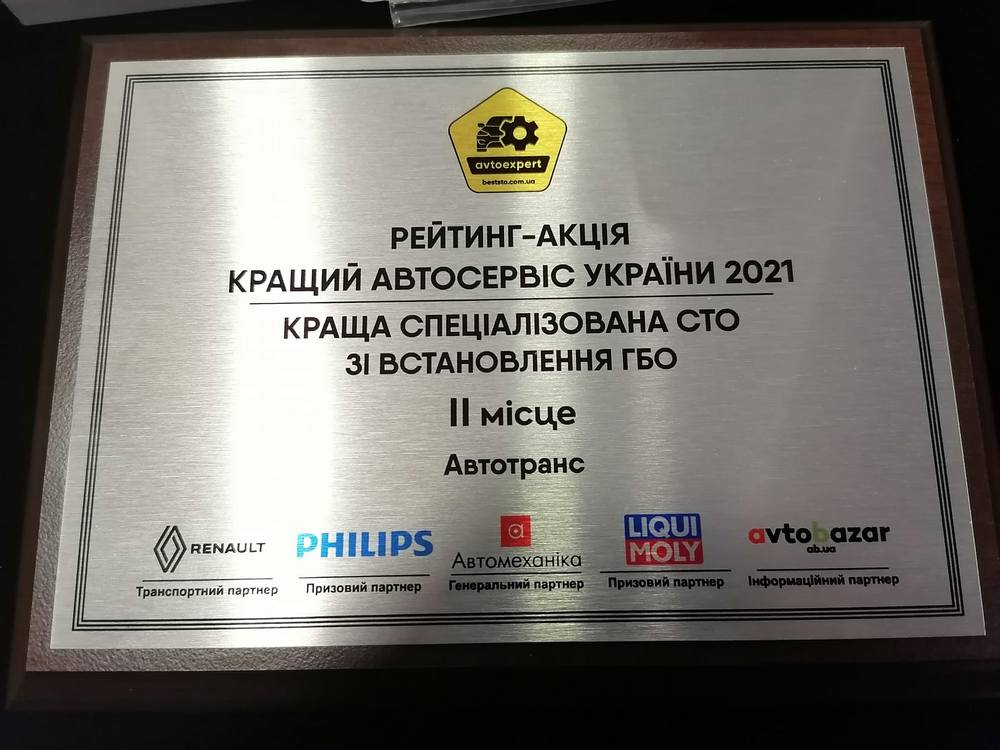 avtoexpert
beststo.com.ua
РЕЙТИНГ-АКЦІЯ
КРАЩИЙ АВТОСЕРВІС УКРАЇНИ 2021
КРАЩА СПЕЦІАЛІЗОВАНА СТО
ЗІ ВСТАНОВЛЕННЯ ГБО
II місце
Автотранс
RENAULT
Транспортний партнер
PHILIPS
Призовий партнер
a
Автомеханіка
Генеральний партнер
LIQUI
MOLY
Призовий партнер
avtobazar
ab.ua
Інформаційний партнер